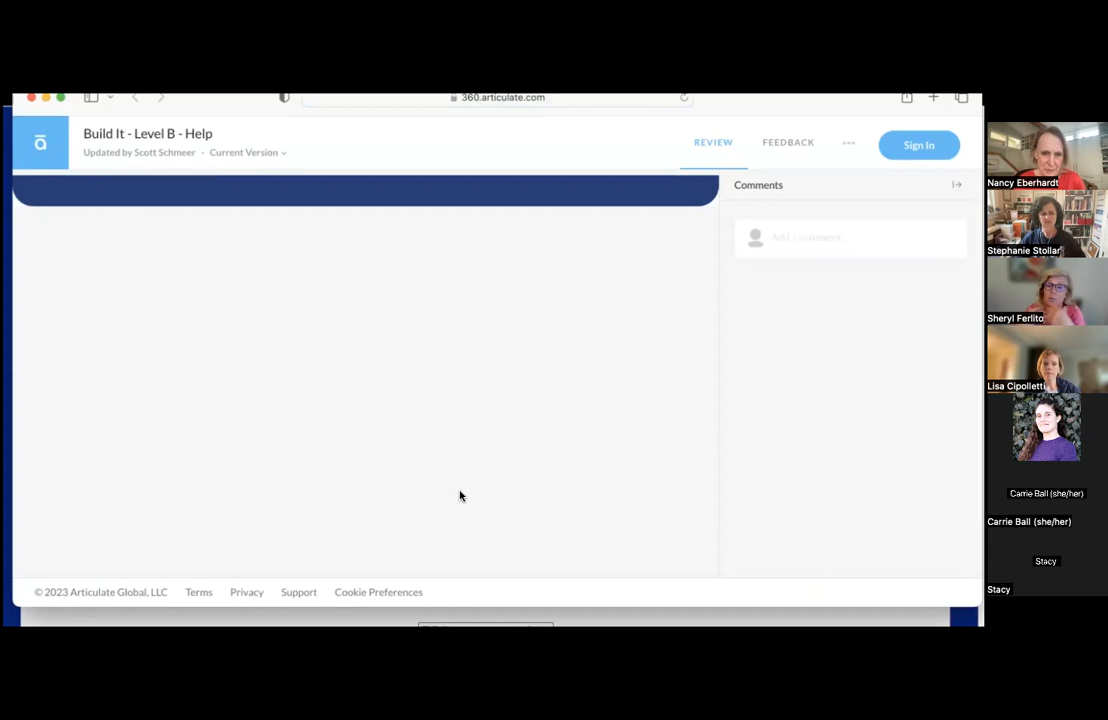 360.articulate.com
ā
Build It - Level B - Help
Updated by Scott Schmeer · Current Version
REVIEW
FEEDBACK
Sign In
Comments
Add a comment
© 2023 Articulate Global, LLC
Terms
Privacy
Support
Cookie Preferences
Nancy Eberhardt
Stephanie Stollar
Sheryl Ferlito
Lisa Cipolletti
Carrie Ball (she/her)
Carrie Ball (she/her)
Stacy
Stacy